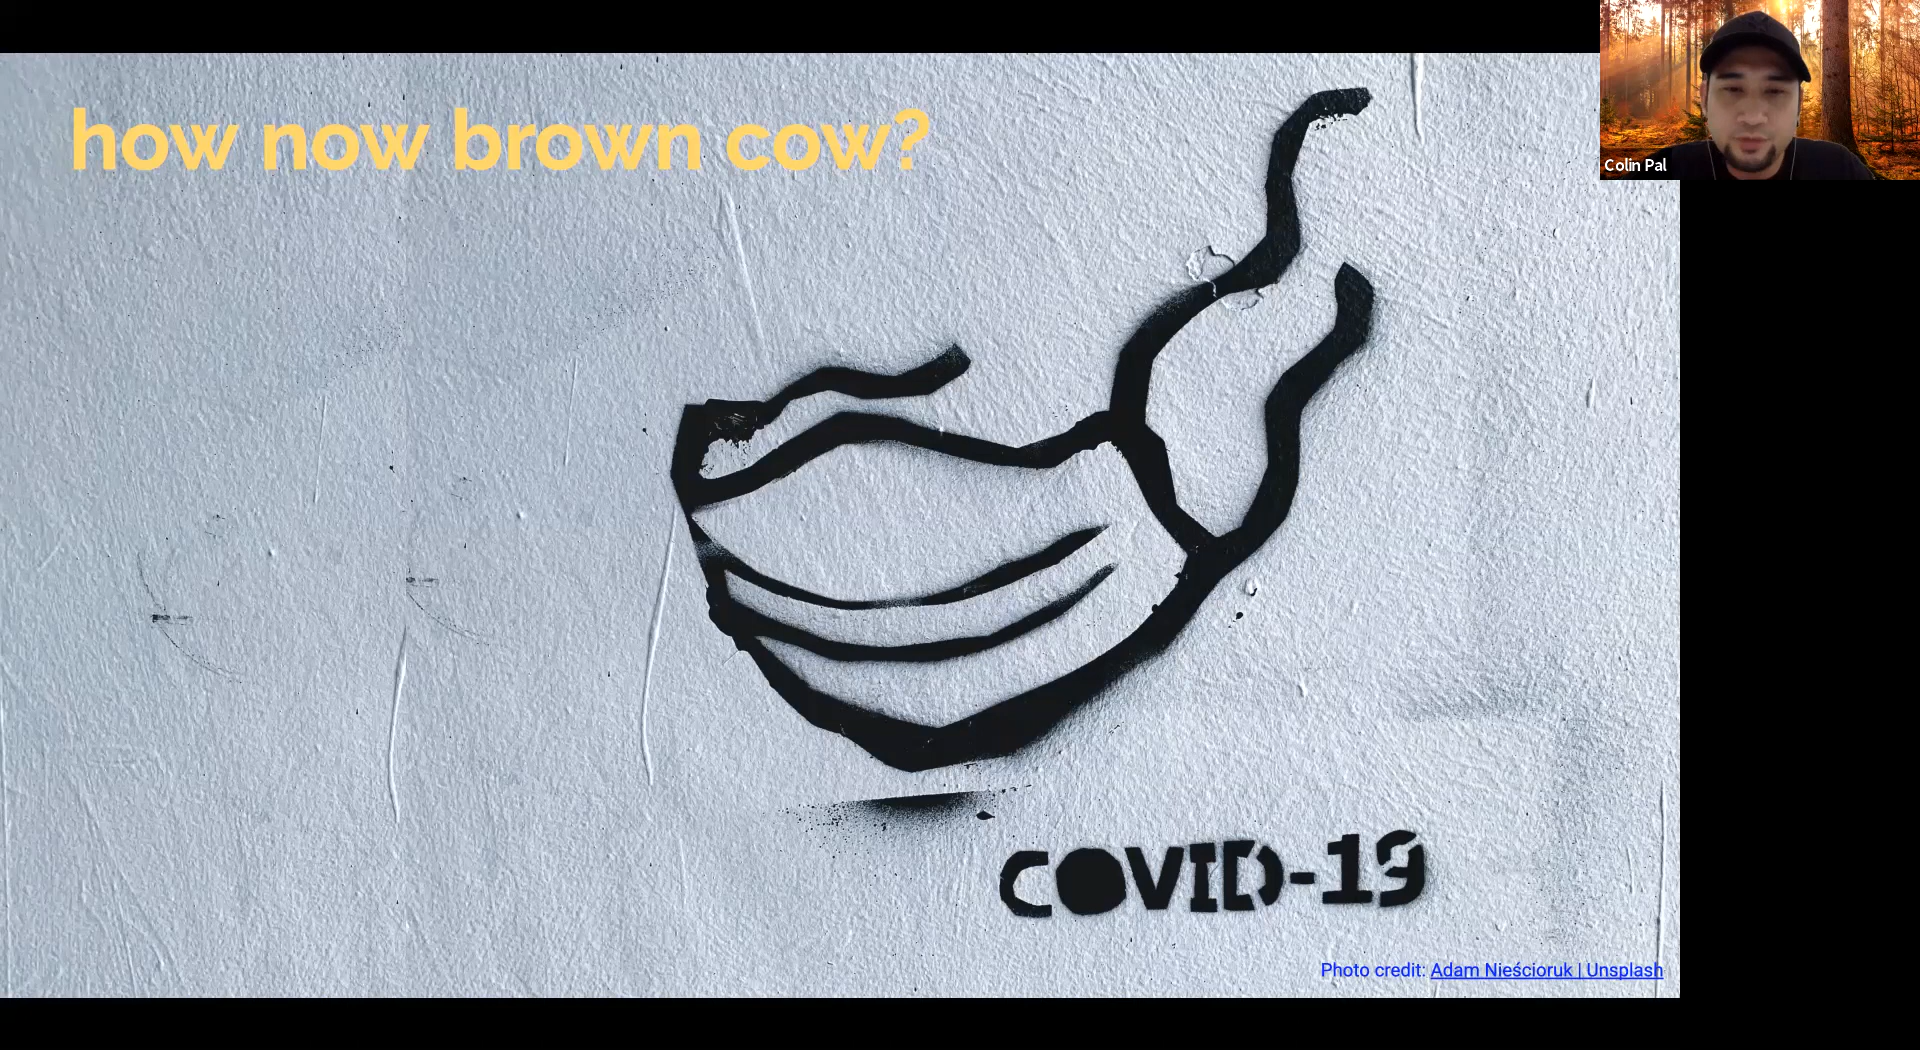 how now brown cow?
Colin Pal
COVID-19
Photo credit: Adam Nieścioruk | Unsplash